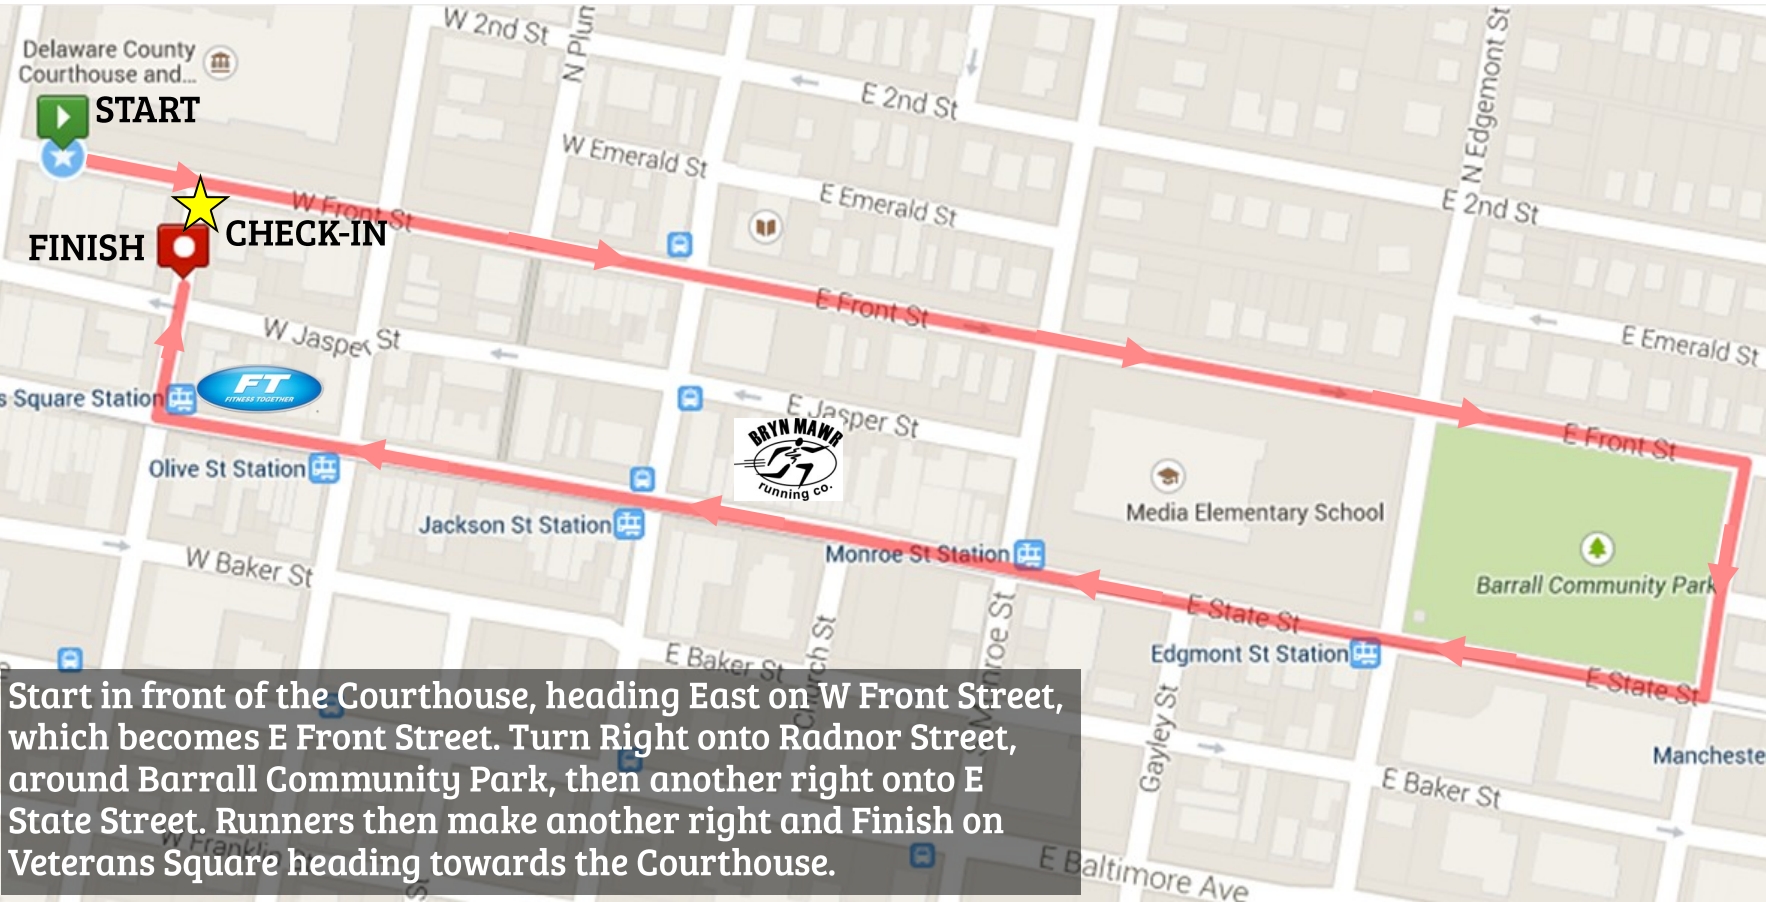 W 2nd St
N Plum
N Edgemont St
Delaware County
Courthouse and...
START
E 2nd St
W Emerald St
E Emerald St
E 2nd St
W Front St
CHECK-IN
FINISH
E Front St
W Jasper St
E Emerald St
FT
FITNESS TOGETHER
s Square Station
E Jasper St
BRYN MAWR
running co.
E Front St
Olive St Station
Media Elementary School
Jackson St Station
Monroe St Station
W Baker St
Barrall Community Park
E State St
S Monroe St
Church St
Edgmont St Station
E Baker St
E State St
Gayley St
Mancheste
E Baker St
Start in front of the Courthouse, heading East on W Front Street,
which becomes E Front Street. Turn Right onto Radnor Street,
around Barrall Community Park, then another right onto E
State Street. Runners then make another right and Finish on
Veterans Square heading towards the Courthouse.
W Franklin St
St
E Baltimore Ave